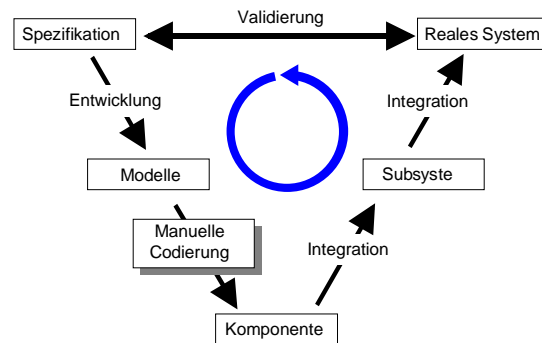 Validierung
Spezifikation
Reales System
Entwicklung
Integration
Modelle
Subsyste
Manuelle
Codierung
Integration
Komponente